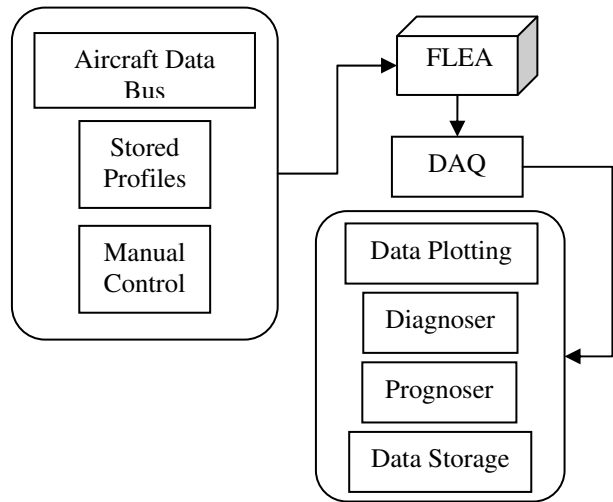 Aircraft Data
Bus
Stored
Profiles
Manual
Control
FLEA
DAQ
Data Plotting
Diagnoser
Prognoser
Data Storage